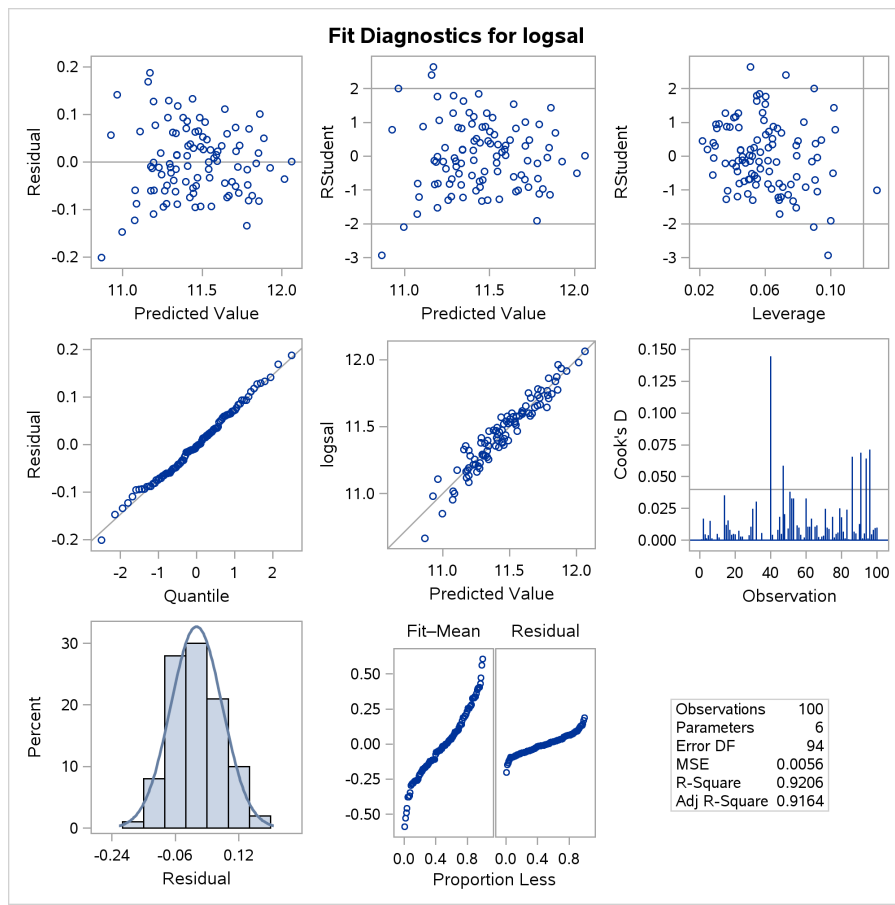 Fit Diagnostics for logsal
0.2
0.1
0.0
-0.1
-0.2
Residual
11.0 11.5 12.0
Predicted Value
2
1
0
-1
-2
-3
RStudent
11.0 11.5 12.0
Predicted Value
2
1
0
-1
-2
-3
RStudent
0.02 0.06 0.10
Leverage
0.2
0.1
0.0
-0.1
-0.2
Residual
-2 -1 0 1 2
Quantile
12.0
11.5
11.0
logsal
11.0 11.5 12.0
Predicted Value
0.150
0.125
0.100
0.075
0.050
0.025
0.000
Cook's D
0 20 40 60 80 100
Observation
30
20
10
0
Percent
-0.24 -0.06 0.12
Residual
Fit–Mean Residual
0.50
0.25
0.00
-0.25
-0.50
0.0 0.4 0.8 0.0 0.4 0.8
Proportion Less
Observations 100
Parameters 6
Error DF 94
MSE 0.0056
R-Square 0.9206
Adj R-Square 0.9164